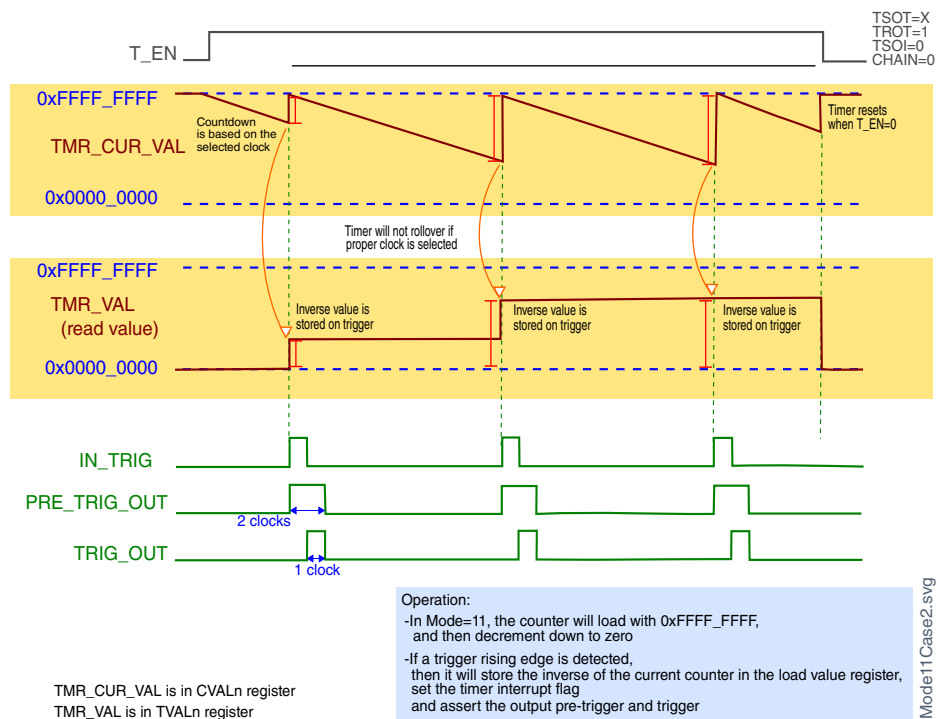 TSOT=X
TROT=1
TSOI=0
CHAIN=0
T_EN
0xFFFF_FFFF
Countdown
is based on the
selected clock
Timer resets
when T_EN=0
TMR_CUR_VAL
0x0000_0000
Timer will not rollover if
proper clock is selected
0xFFFF_FFFF
TMR_VAL
(read value)
Inverse value is
stored on trigger
Inverse value is
stored on trigger
Inverse value is
stored on trigger
0x0000_0000
IN_TRIG
PRE_TRIG_OUT
2 clocks
TRIG_OUT
1 clock
Operation:
-In Mode=11, the counter will load with 0xFFFF_FFFF,
and then decrement down to zero
-If a trigger rising edge is detected,
then it will store the inverse of the current counter in the load value register,
set the timer interrupt flag
and assert the output pre-trigger and trigger
TMR_CUR_VAL is in CVALn register
TMR_VAL is in TVALn register
Mode11Case2.svg